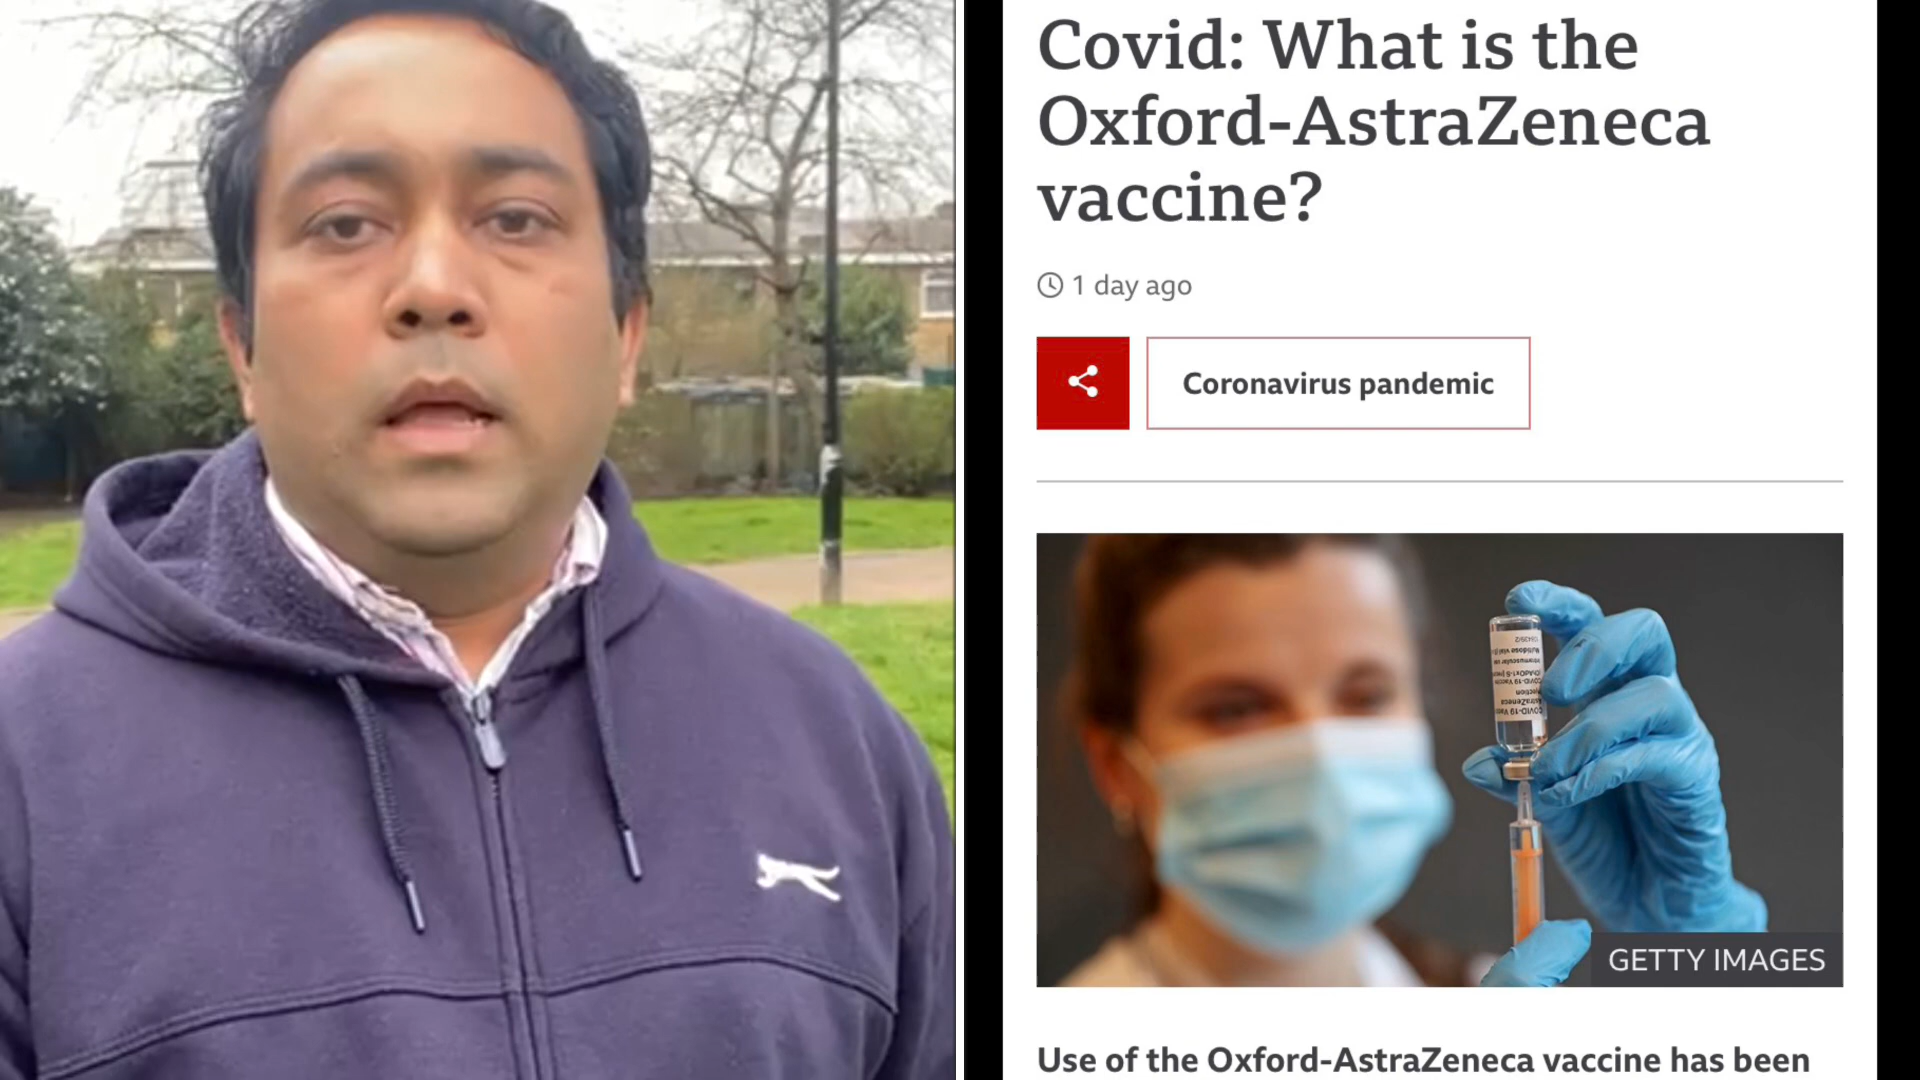 Covid: What is the
Oxford-AstraZeneca
vaccine?
1 day ago
Coronavirus pandemic
GETTY IMAGES
Use of the Oxford-AstraZeneca vaccine has been